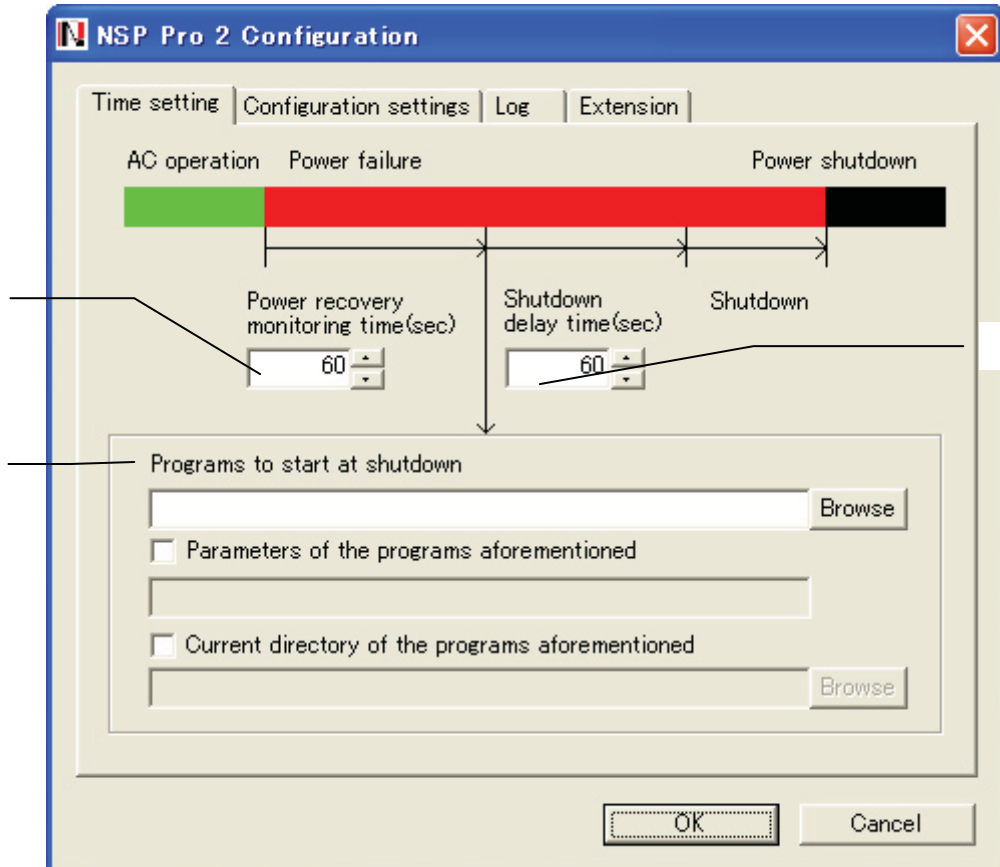 NSP Pro 2 Configuration
Time setting
Configuration settings
Log
Extension
AC operation
Power failure
Power shutdown
Power recovery
monitoring time(sec)
Shutdown
delay time(sec)
Shutdown
60
60
Programs to start at shutdown
Browse
Parameters of the programs aforementioned
Current directory of the programs aforementioned
Browse
OK
Cancel